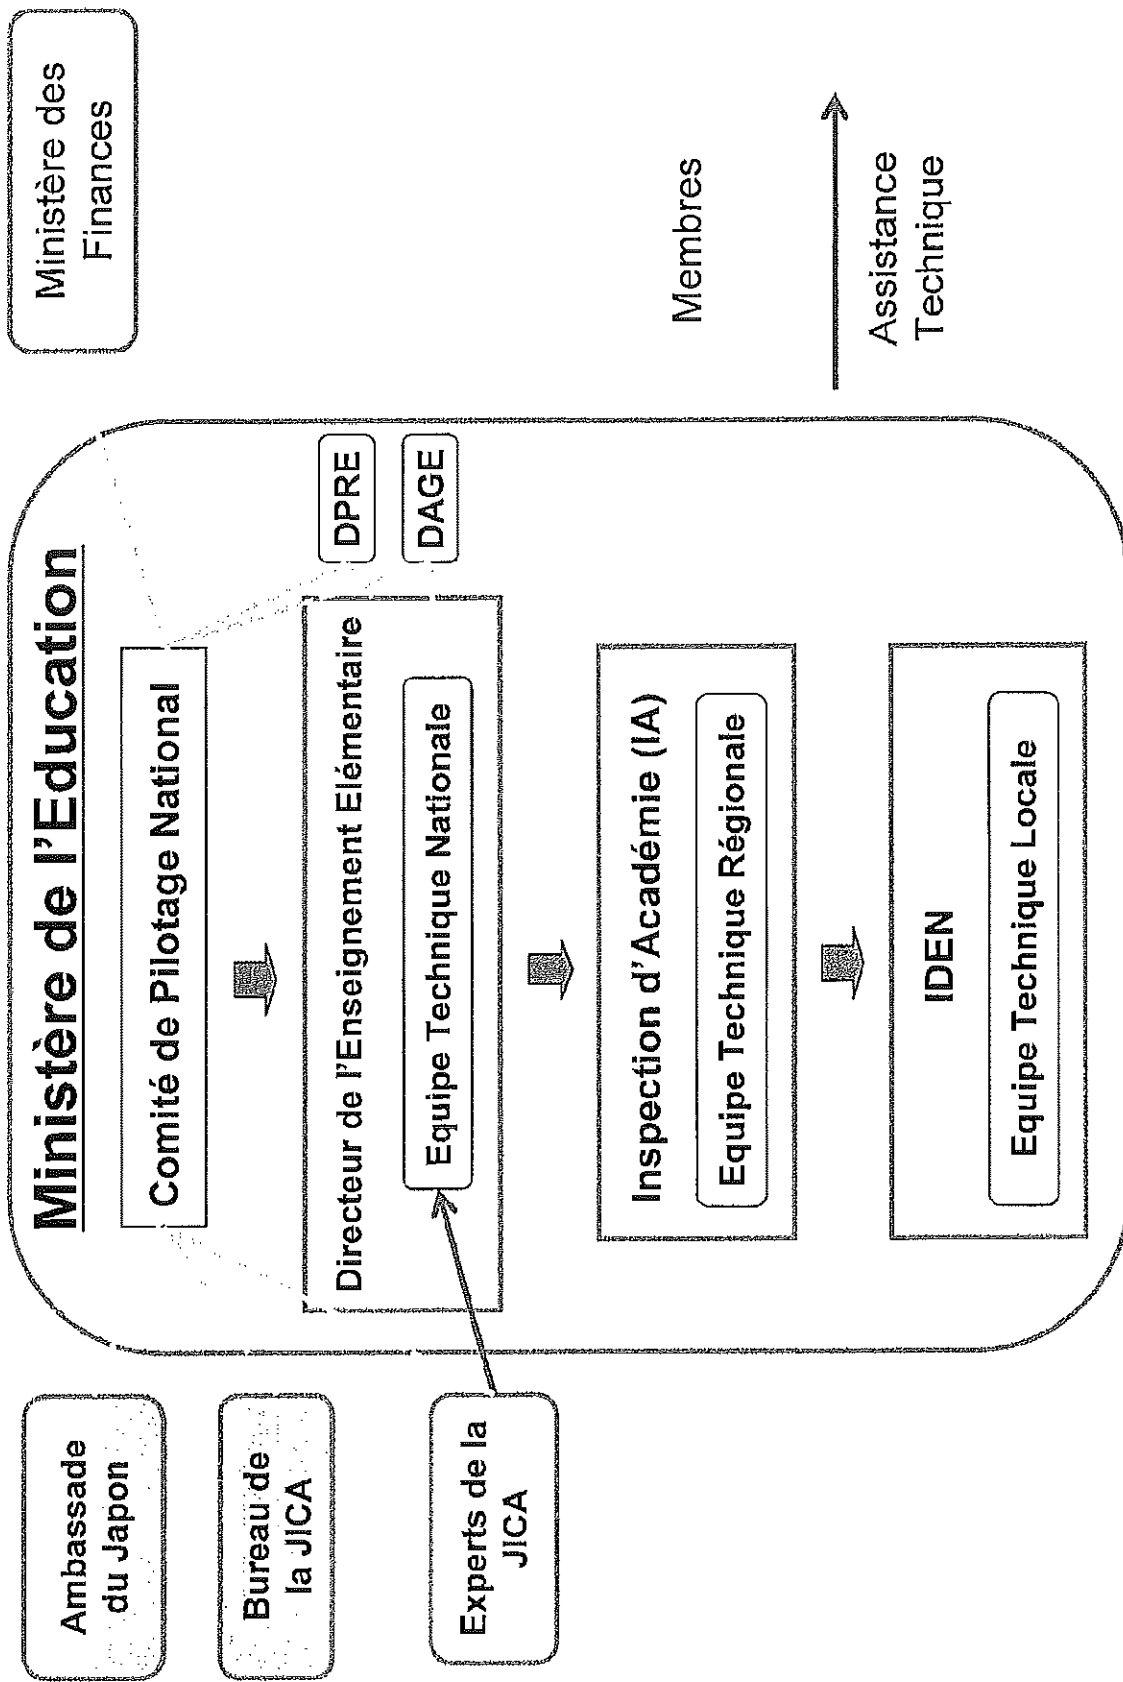 Ministère de l'Education
Ministère des
Finances
Ambassade
du Japon
Comité de Pilotage National
Bureau de
la JICA
Directeur de l'Enseignement Elémentaire
DPRE
DAGE
Equipe Technique Nationale
Experts de la
JICA
Inspection d'Académie (IA)
Equipe Technique Régionale
Membres
Assistance
Technique
IDEN
Equipe Technique Locale